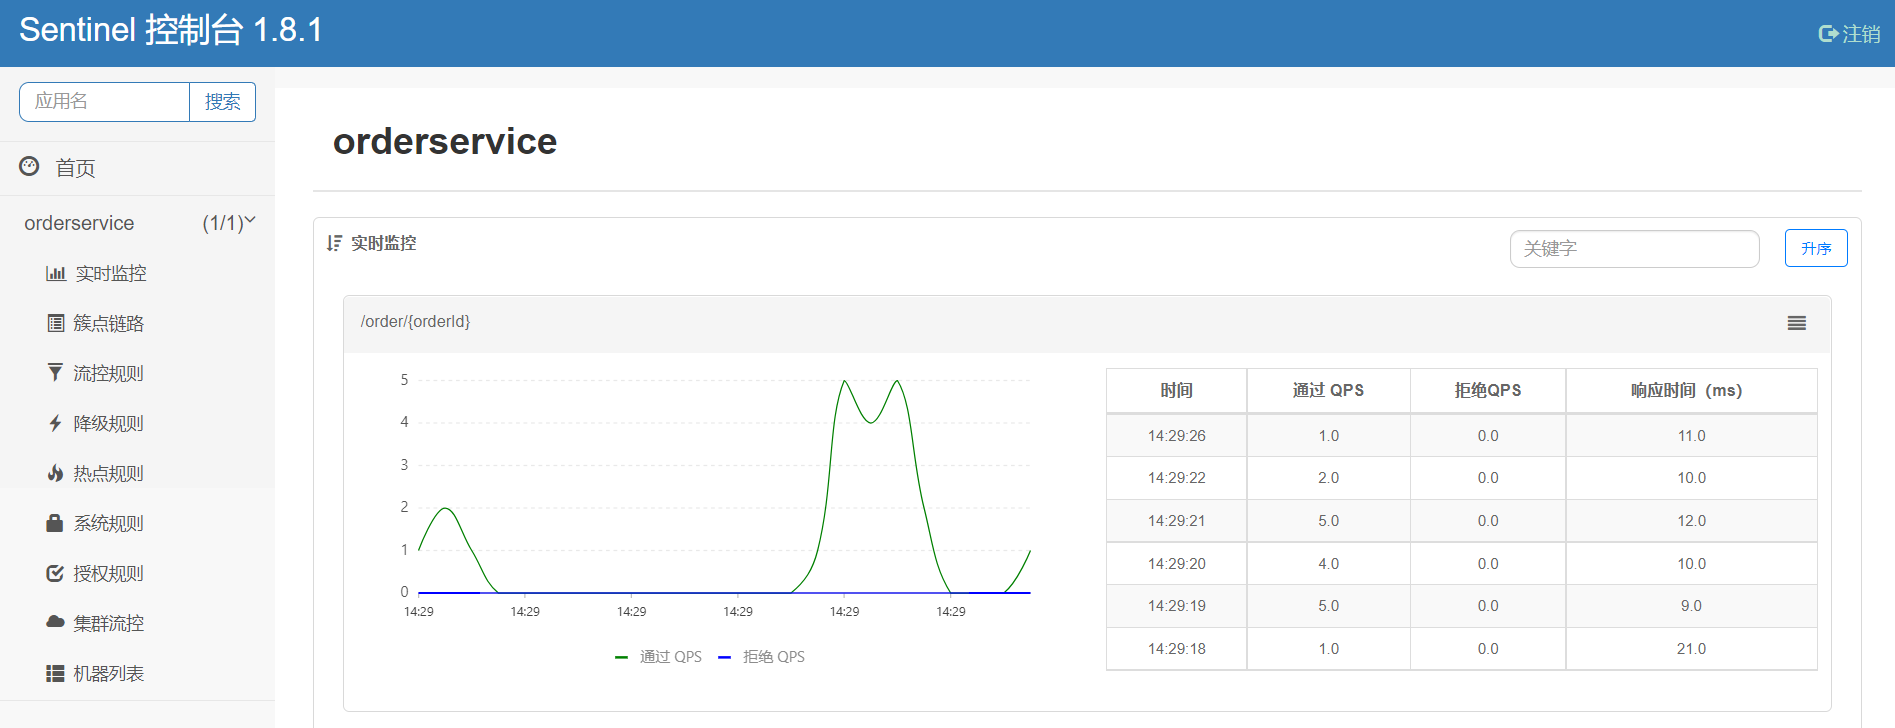 Sentinel 控制台 1.8.1
注销
应用名 搜索
首页
orderservice (1/1)
实时监控
簇点链路
流控规则
降级规则
热点规则
系统规则
授权规则
集群流控
机器列表
orderservice
实时监控 关键字 升序
/order/{orderId}
5
4
3
2
1
0
14:29 14:29 14:29 14:29 14:29 14:29
通过 QPS 拒绝 QPS
时间 通过 QPS 拒绝QPS 响应时间（ms）
14:29:26 1.0 0.0 11.0
14:29:22 2.0 0.0 10.0
14:29:21 5.0 0.0 12.0
14:29:20 4.0 0.0 10.0
14:29:19 5.0 0.0 9.0
14:29:18 1.0 0.0 21.0